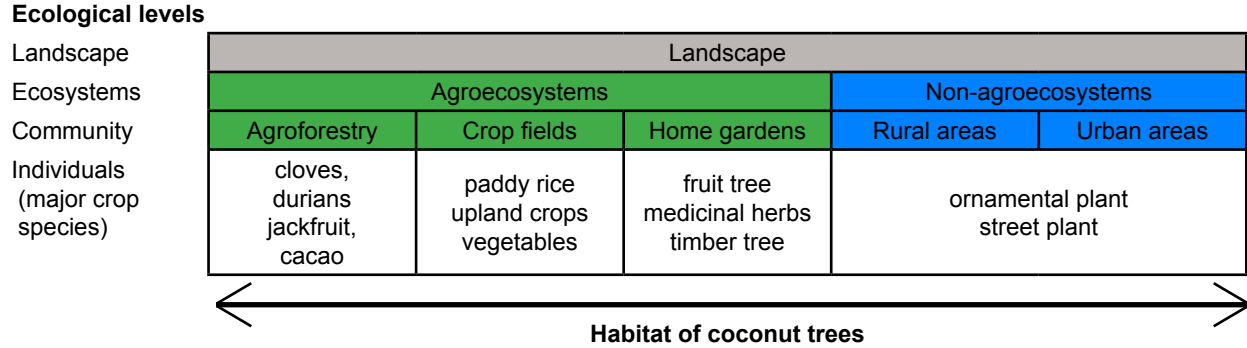 Ecological levels
Landscape
Landscape
Ecosystems
Agroecosystems
Non-agroecosystems
Community
Agroforestry
Crop fields
Home gardens
Rural areas
Urban areas
Individuals
(major crop
species)
cloves,
durians
jackfruit,
cacao
paddy rice
upland crops
vegetables
fruit tree
medicinal herbs
timber tree
ornamental plant
street plant
Habitat of coconut trees